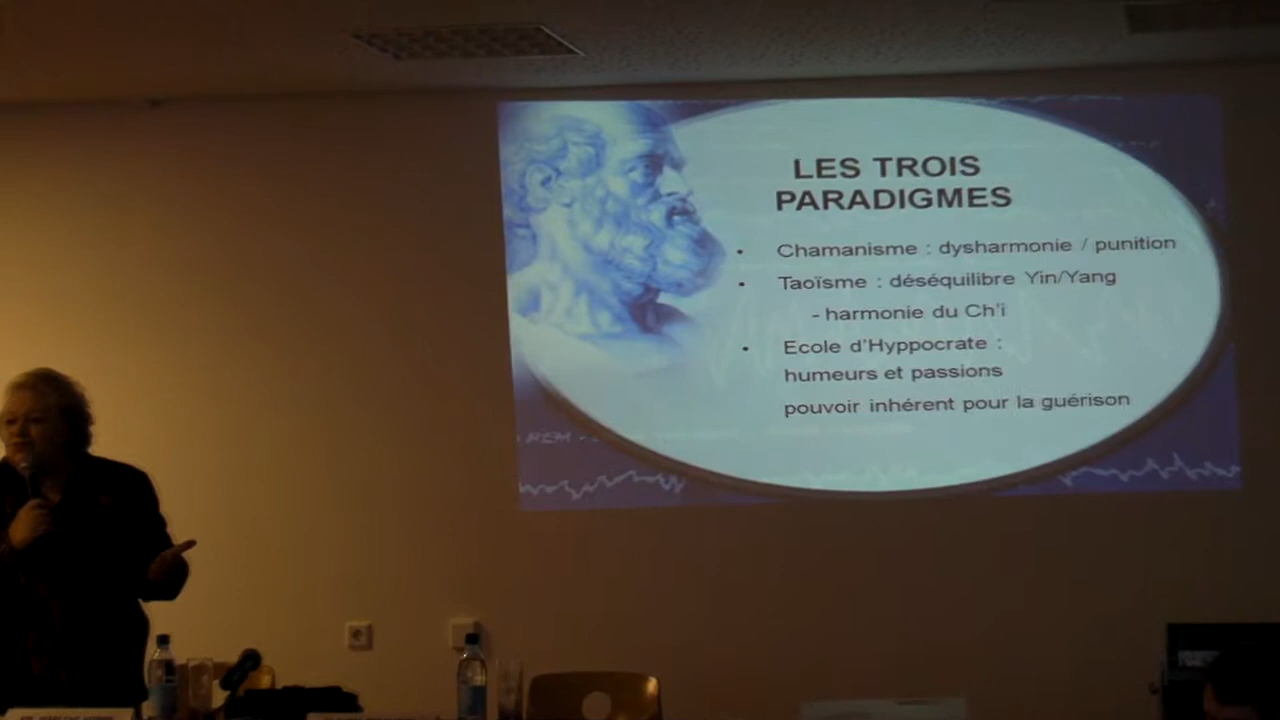 LES TROIS
PARADIGMES
• Chamanisme : dysharmonie / punition
• Taoïsme : déséquilibre Yin/Yang
- harmonie du Ch'i
• Ecole d'Hyppocrate :
humeurs et passions
pouvoir inhérent pour la guérison